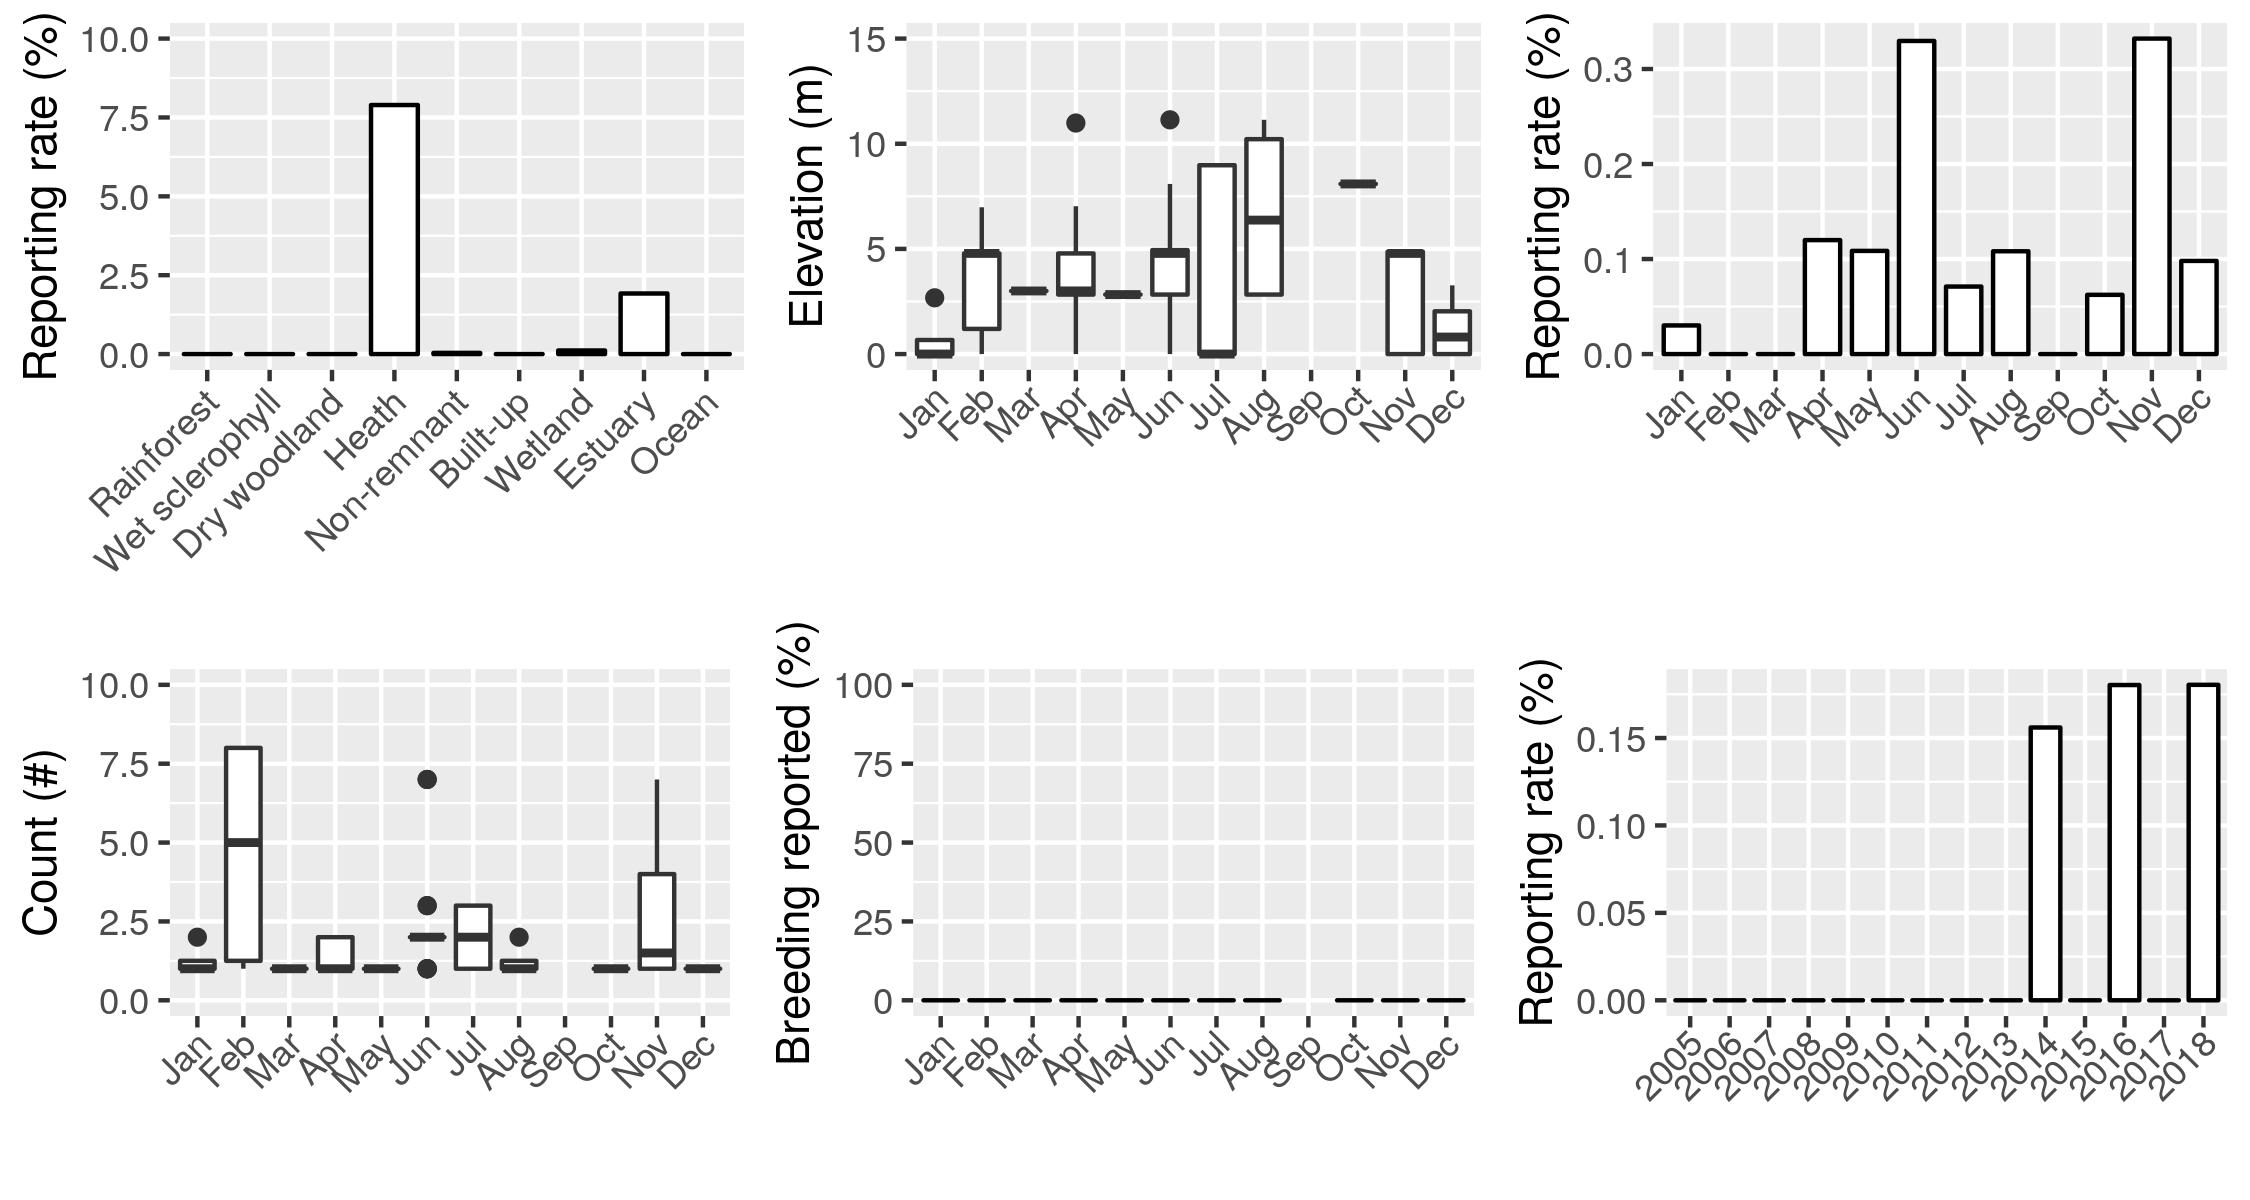 Reporting rate (%)
10.0
7.5
5.0
2.5
0.0
Rainforest
Wet sclerophyll
Dry woodland
Heath
Non-remnant
Built-up
Wetland
Estuary
Ocean
Elevation (m)
15
10
5
0
Jan
Feb
Mar
Apr
May
Jun
Jul
Aug
Sep
Oct
Nov
Dec
Reporting rate (%)
0.3
0.2
0.1
0.0
Jan
Feb
Mar
Apr
May
Jun
Jul
Aug
Sep
Oct
Nov
Dec
Count (#)
10.0
7.5
5.0
2.5
0.0
Jan
Feb
Mar
Apr
May
Jun
Jul
Aug
Sep
Oct
Nov
Dec
Breeding reported (%)
100
75
50
25
0
Jan
Feb
Mar
Apr
May
Jun
Jul
Aug
Sep
Oct
Nov
Dec
Reporting rate (%)
0.15
0.10
0.05
0.00
2005
2006
2007
2008
2009
2010
2011
2012
2013
2014
2015
2016
2017
2018